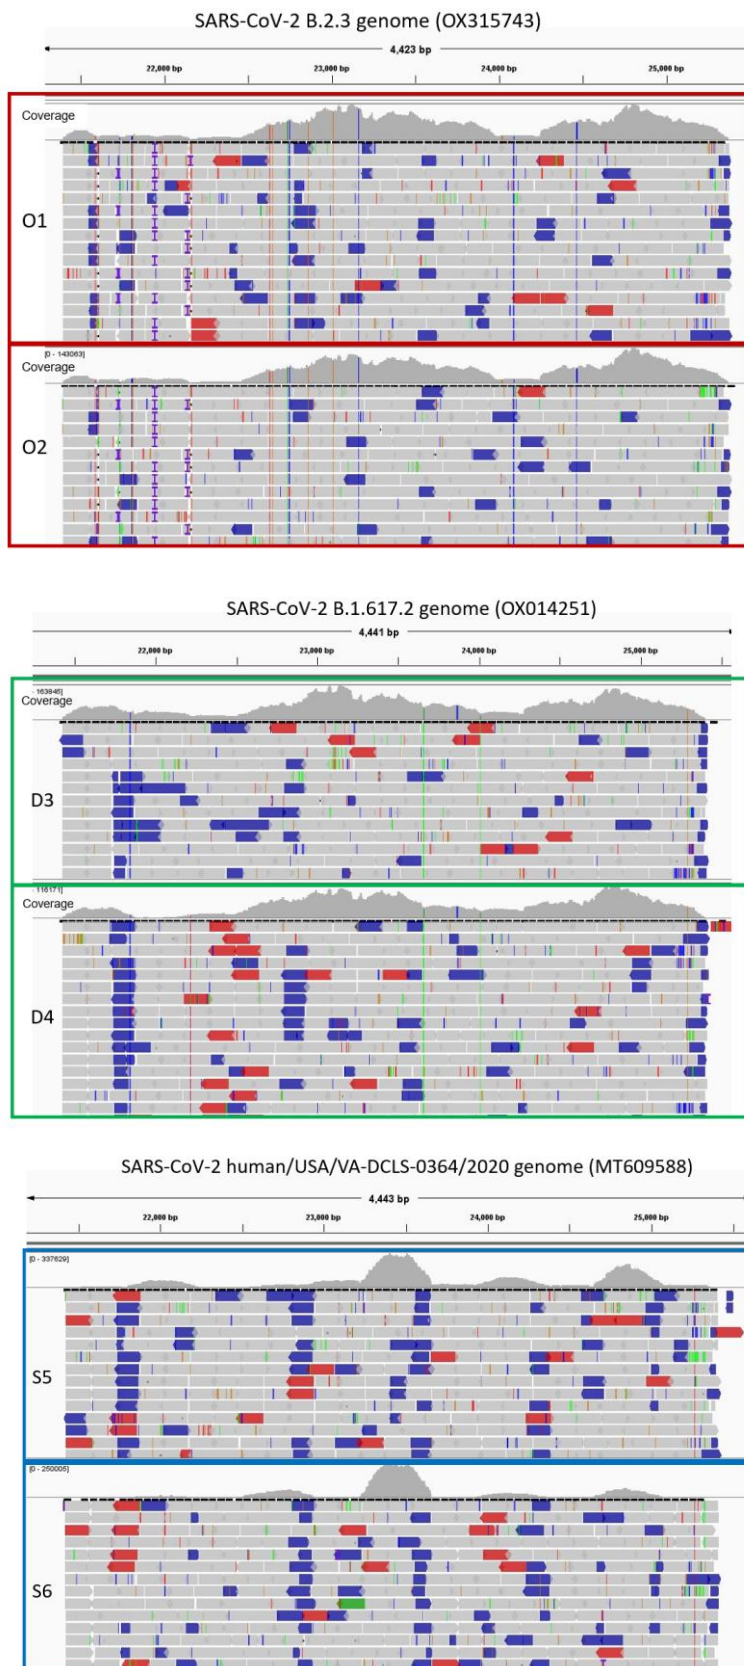 SARS-CoV-2 B.2.3 genome (OX315743)
4,423 bp
22,000 bp 23,000 bp 24,000 bp 25,000 bp
Coverage
O1
[0 - 143063]
Coverage
O2
SARS-CoV-2 B.1.617.2 genome (OX014251)
4,441 bp
22,000 bp 23,000 bp 24,000 bp 25,000 bp
- 163845]
Coverage
D3
- 116171]
Coverage
D4
SARS-CoV-2 human/USA/VA-DCLS-0364/2020 genome (MT609588)
4,443 bp
22,000 bp 23,000 bp 24,000 bp 25,000 bp
[0 - 337629]
S5
[0 - 250005]
S6